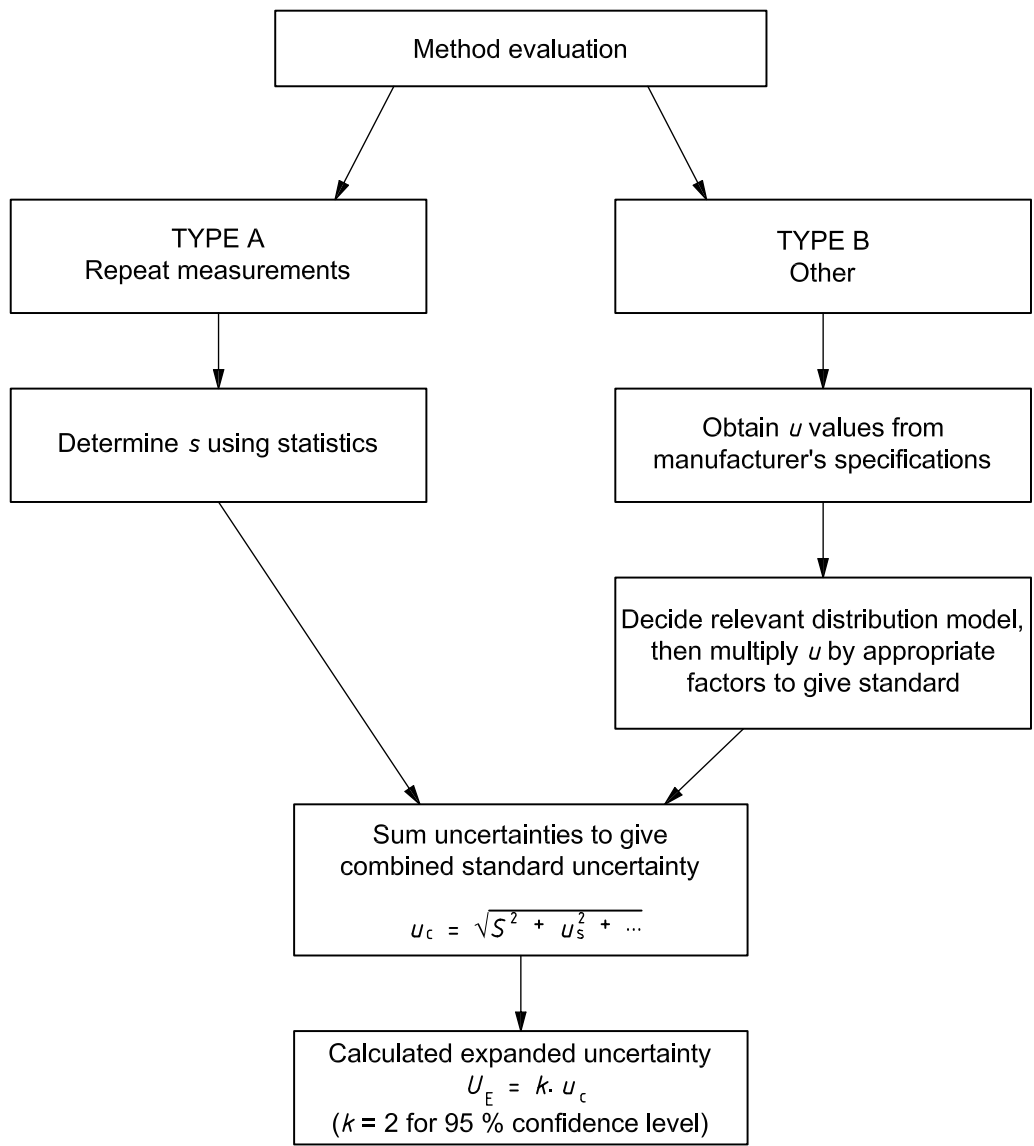 Method evaluation
TYPE A
Repeat measurements
TYPE B
Other
Determine s using statistics
Obtain u values from
manufacturer's specifications
Decide relevant distribution model,
then multiply u by appropriate
factors to give standard
Sum uncertainties to give
combined standard uncertainty
u_c = √(S² + u_s² + ...)
Calculated expanded uncertainty
U_E = k. u_c
(k = 2 for 95 % confidence level)